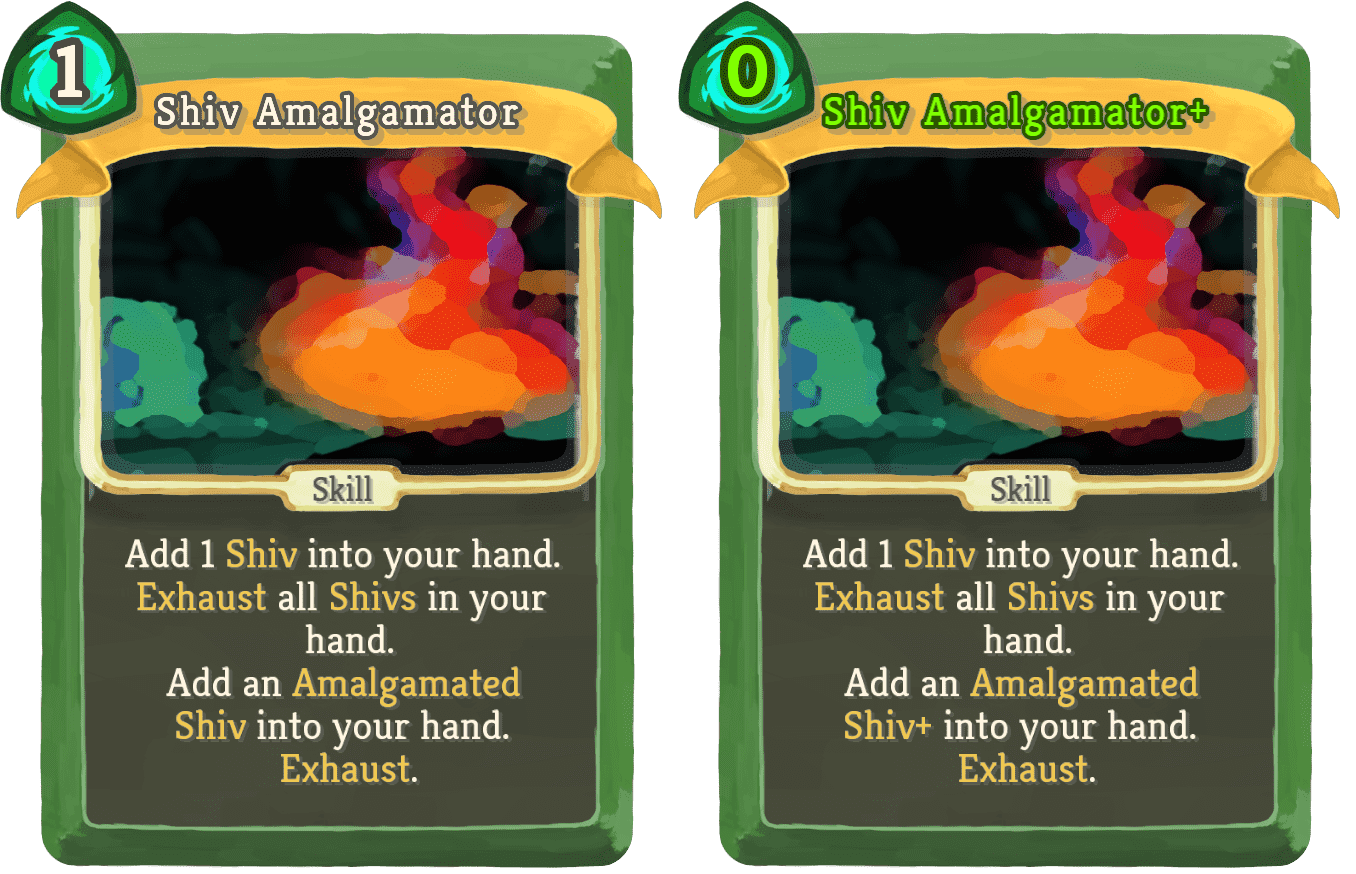 1
Shiv Amalgamator
Skill
Add 1 Shiv into your hand.
Exhaust all Shivs in your
hand.
Add an Amalgamated
Shiv into your hand.
Exhaust.
0
Shiv Amalgamator+
Skill
Add 1 Shiv into your hand.
Exhaust all Shivs in your
hand.
Add an Amalgamated
Shiv+ into your hand.
Exhaust.